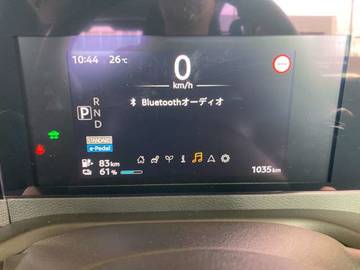 10:44 26℃
0
km/h
Bluetoothオーディオ
P
R
N
D
STANDARD
e-Pedal
83km
61%
1035km